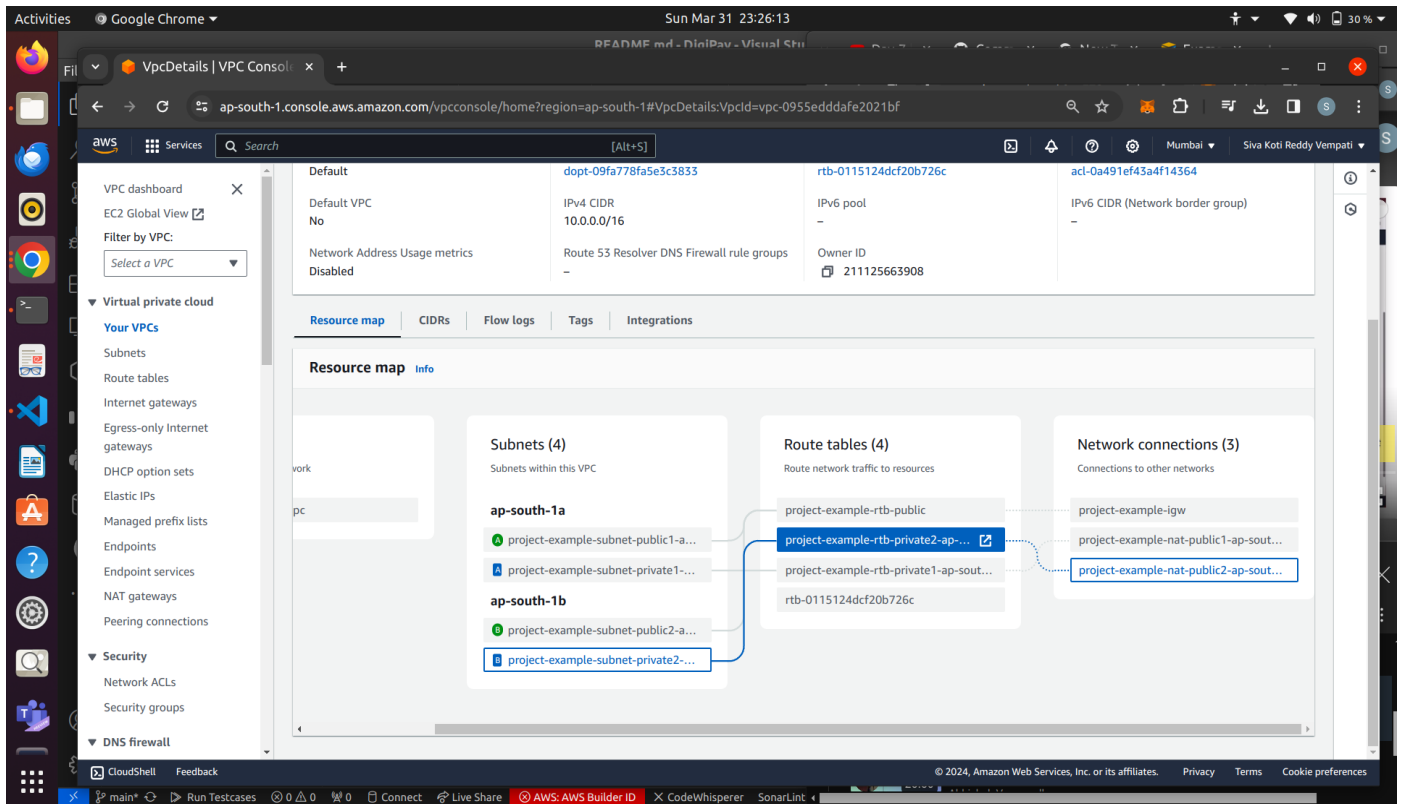 Activities Google Chrome Sun Mar 31 23:26:13 30 %
README.md - DigiPay - Visual Stu
Fil
VpcDetails | VPC Consol
ap-south-1.console.aws.amazon.com/vpcconsole/home?region=ap-south-1#VpcDetails:VpcId=vpc-0955edddafe2021bf S
aws Services Search [Alt+S] Mumbai Siva Koti Reddy Vempati
VPC dashboard
EC2 Global View
Filter by VPC:
Select a VPC
Virtual private cloud
Your VPCs
Subnets
Route tables
Internet gateways
Egress-only Internet
gateways
DHCP option sets
Elastic IPs
Managed prefix lists
Endpoints
Endpoint services
NAT gateways
Peering connections
Security
Network ACLs
Security groups
DNS firewall
Default dopt-09fa778fa5e3c3833 rtb-0115124dcf20b726c acl-0a491ef43a4f14364
Default VPC IPv4 CIDR IPv6 pool IPv6 CIDR (Network border group)
No 10.0.0.0/16 – –
Network Address Usage metrics Route 53 Resolver DNS Firewall rule groups Owner ID
Disabled – 211125663908
Resource map CIDRs Flow logs Tags Integrations
Resource map Info
work
pc
Subnets (4)
Subnets within this VPC
ap-south-1a
A project-example-subnet-public1-a...
A project-example-subnet-private1-...
ap-south-1b
B project-example-subnet-public2-a...
B project-example-subnet-private2-...
Route tables (4)
Route network traffic to resources
project-example-rtb-public
project-example-rtb-private2-ap-...
project-example-rtb-private1-ap-sout...
rtb-0115124dcf20b726c
Network connections (3)
Connections to other networks
project-example-igw
project-example-nat-public1-ap-sout...
project-example-nat-public2-ap-sout...
CloudShell Feedback © 2024, Amazon Web Services, Inc. or its affiliates. Privacy Terms Cookie preferences
main* Run Testcases 0 0 0 Connect Live Share AWS: AWS Builder ID CodeWhisperer SonarLint